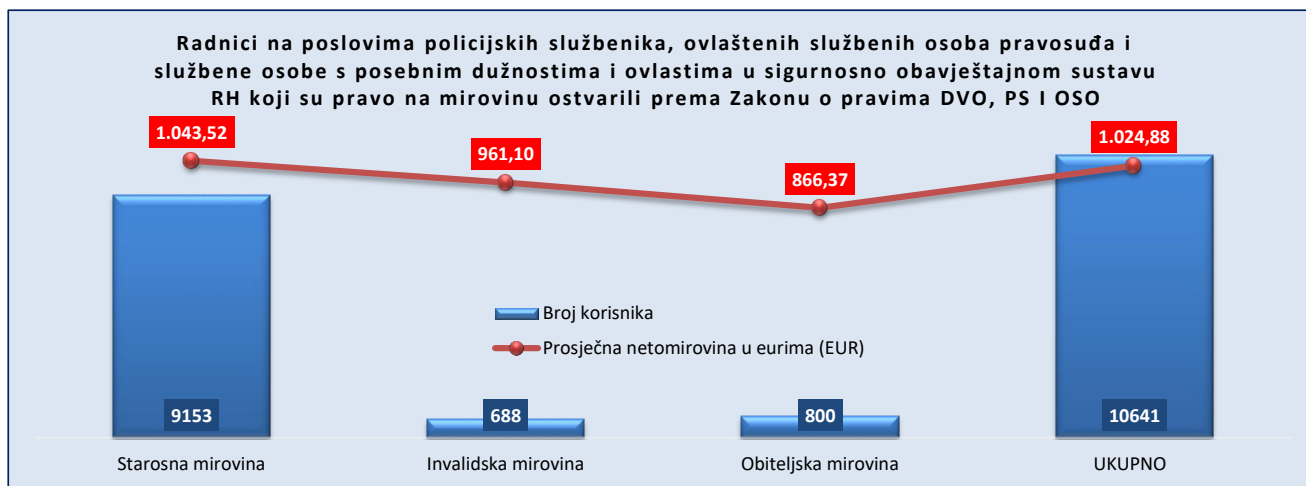 Radnici na poslovima policijskih službenika, ovlaštenih službenih osoba pravosuđa i
službene osobe s posebnim dužnostima i ovlastima u sigurnosno obavještajnom sustavu
RH koji su pravo na mirovinu ostvarili prema Zakonu o pravima DVO, PS I OSO
1.043,52
961,10
866,37
1.024,88
Broj korisnika
Prosječna netomirovina u eurima (EUR)
9153
688
800
10641
Starosna mirovina
Invalidska mirovina
Obiteljska mirovina
UKUPNO